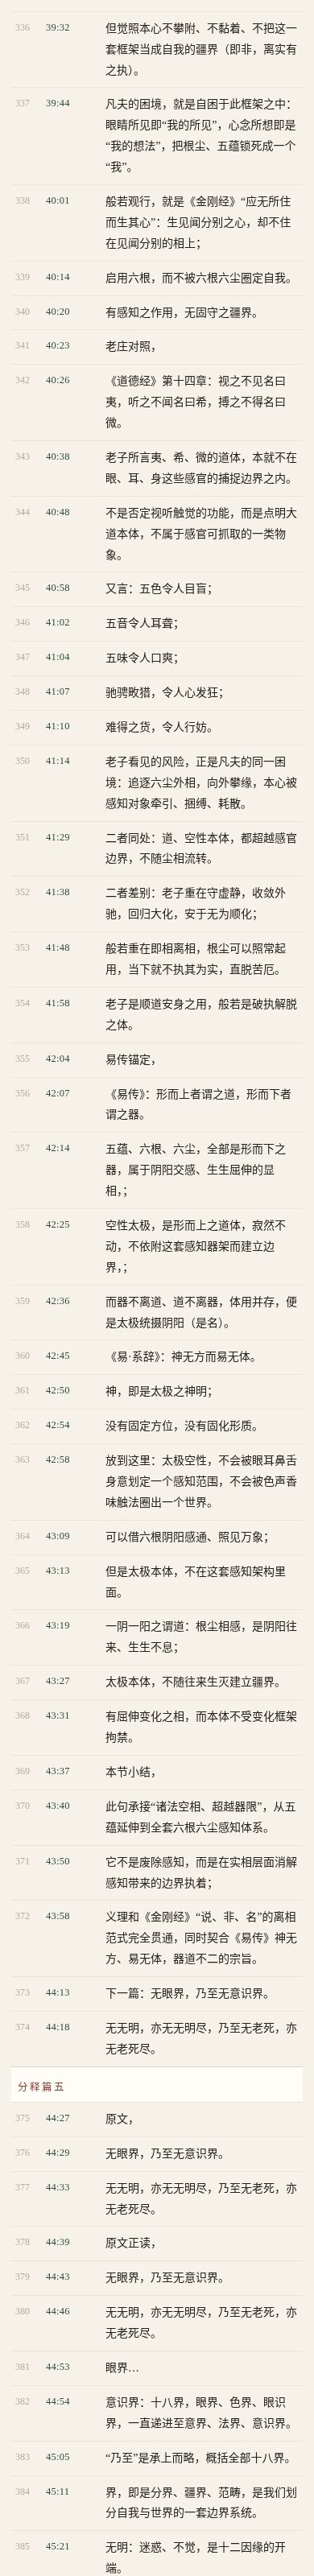 336 39:32 但觉照本心不攀附、不黏着、不把这一
套框架当成自我的疆界（即非，离实有
之执）。
337 39:44 凡夫的困境，就是自困于此框架之中：
眼睛所见即“我的所见”，心念所想即是
“我的想法”，把根尘、五蕴锁死成一个
“我”。
338 40:01 般若观行，就是《金刚经》“应无所住
而生其心”：生见闻分别之心，却不住
在见闻分别的相上；
339 40:14 启用六根，而不被六根六尘圈定自我。
340 40:20 有感知之作用，无固守之疆界。
341 40:23 老庄对照，
342 40:26 《道德经》第十四章：视之不见名曰
夷，听之不闻名曰希，搏之不得名曰
微。
343 40:38 老子所言夷、希、微的道体，本就不在
眼、耳、身这些感官的捕捉边界之内。
344 40:48 不是否定视听触觉的功能，而是点明大
道本体，不属于感官可抓取的一类物
象。
345 40:58 又言：五色令人目盲；
346 41:02 五音令人耳聋；
347 41:04 五味令人口爽；
348 41:07 驰骋畋猎，令人心发狂；
349 41:10 难得之货，令人行妨。
350 41:14 老子看见的风险，正是凡夫的同一困
境：追逐六尘外相，向外攀缘，本心被
感知对象牵引、捆缚、耗散。
351 41:29 二者同处：道、空性本体，都超越感官
边界，不随尘相流转。
352 41:38 二者差别：老子重在守虚静，收敛外
驰，回归大化，安于无为顺化；
353 41:48 般若重在即相离相，根尘可以照常起
用，当下就不执其为实，直脱苦厄。
354 41:58 老子是顺道安身之用，般若是破执解脱
之体。
355 42:04 易传锚定，
356 42:07 《易传》：形而上者谓之道，形而下者
谓之器。
357 42:14 五蕴、六根、六尘，全部是形而下之
器，属于阴阳交感、生生屈伸的显
相，；
358 42:25 空性太极，是形而上之道体，寂然不
动，不依附这套感知器架而建立边
界，；
359 42:36 而器不离道、道不离器，体用并存，便
是太极统摄阴阳（是名）。
360 42:45 《易·系辞》：神无方而易无体。
361 42:50 神，即是太极之神明；
362 42:54 没有固定方位，没有固化形质。
363 42:58 放到这里：太极空性，不会被眼耳鼻舌
身意划定一个感知范围，不会被色声香
味触法圈出一个世界。
364 43:09 可以借六根阴阳感通、照见万象；
365 43:13 但是太极本体，不在这套感知架构里
面。
366 43:19 一阴一阳之谓道：根尘相感，是阴阳往
来、生生不息；
367 43:27 太极本体，不随往来生灭建立疆界。
368 43:31 有屈伸变化之相，而本体不受变化框架
拘禁。
369 43:37 本节小结，
370 43:40 此句承接“诸法空相、超越器限”，从五
蕴延伸到全套六根六尘感知体系。
371 43:50 它不是废除感知，而是在实相层面消解
感知带来的边界执着；
372 43:58 义理和《金刚经》“说、非、名”的离相
范式完全贯通，同时契合《易传》神无
方、易无体，器道不二的宗旨。
373 44:13 下一篇：无眼界，乃至无意识界。
374 44:18 无无明，亦无无明尽，乃至无老死，亦
无老死尽。
分释篇五
375 44:27 原文，
376 44:29 无眼界，乃至无意识界。
377 44:33 无无明，亦无无明尽，乃至无老死，亦
无老死尽。
378 44:39 原文正读，
379 44:43 无眼界，乃至无意识界。
380 44:46 无无明，亦无无明尽，乃至无老死，亦
无老死尽。
381 44:53 眼界…
382 44:54 意识界：十八界，眼界、色界、眼识
界，一直递进至意界、法界、意识界。
383 45:05 “乃至”是承上而略，概括全部十八界。
384 45:11 界，即是分界、疆界、范畴，是我们划
分自我与世界的一套边界系统。
385 45:21 无明：迷惑、不觉，是十二因缘的开
端。